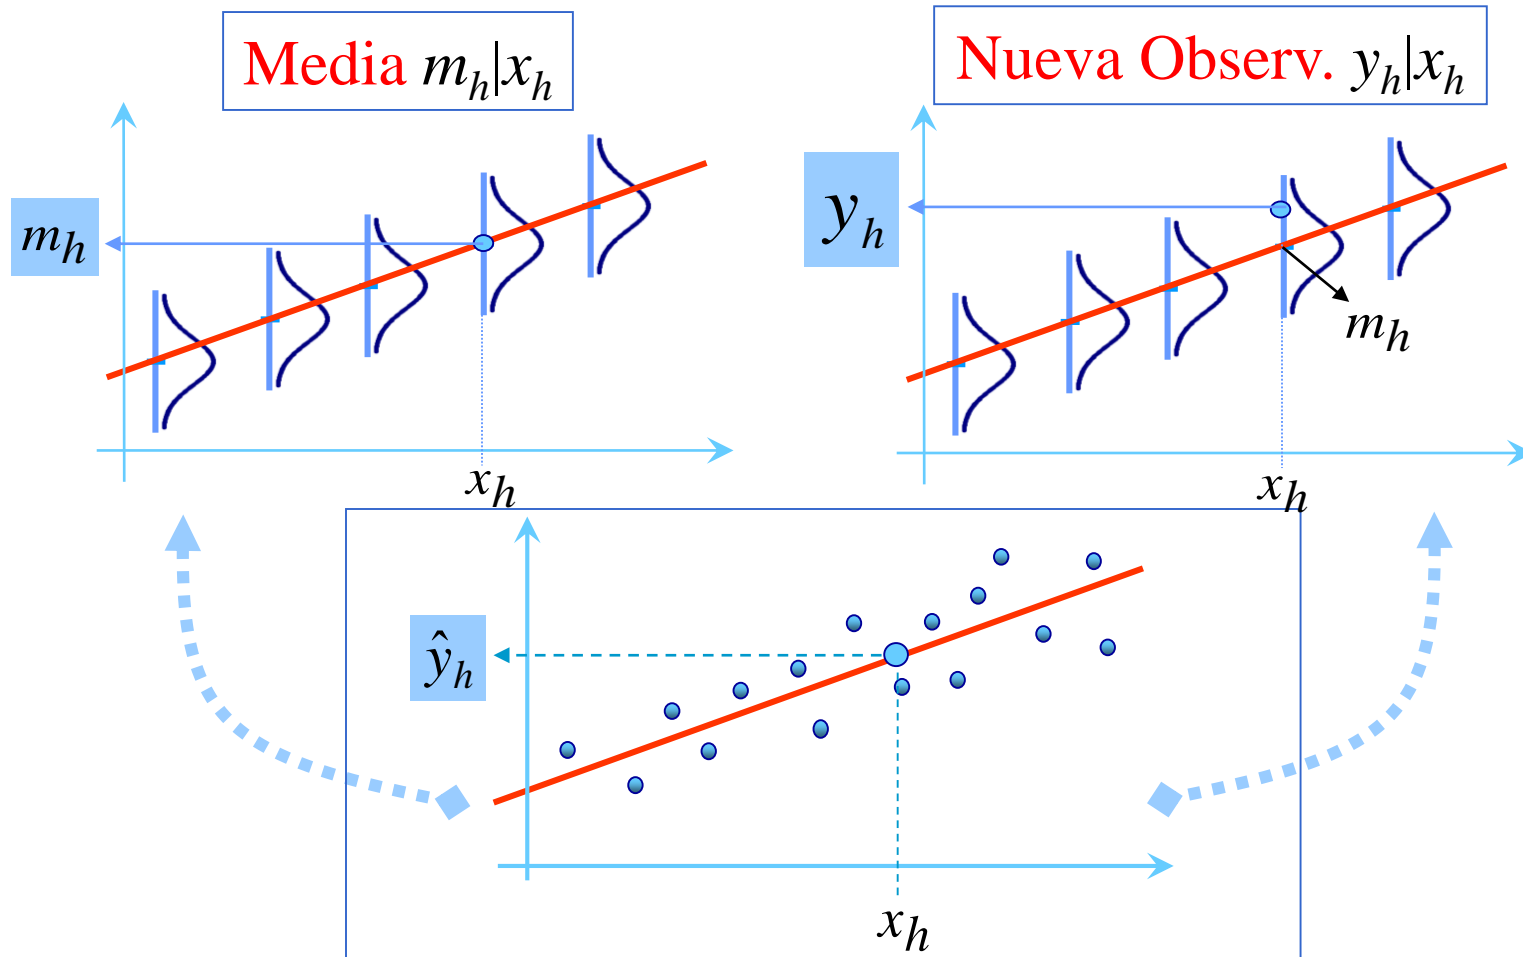 Media m_h|x_h
Nueva Observ. y_h|x_h
m_h
y_h
m_h
x_h
x_h
ŷ_h
x_h